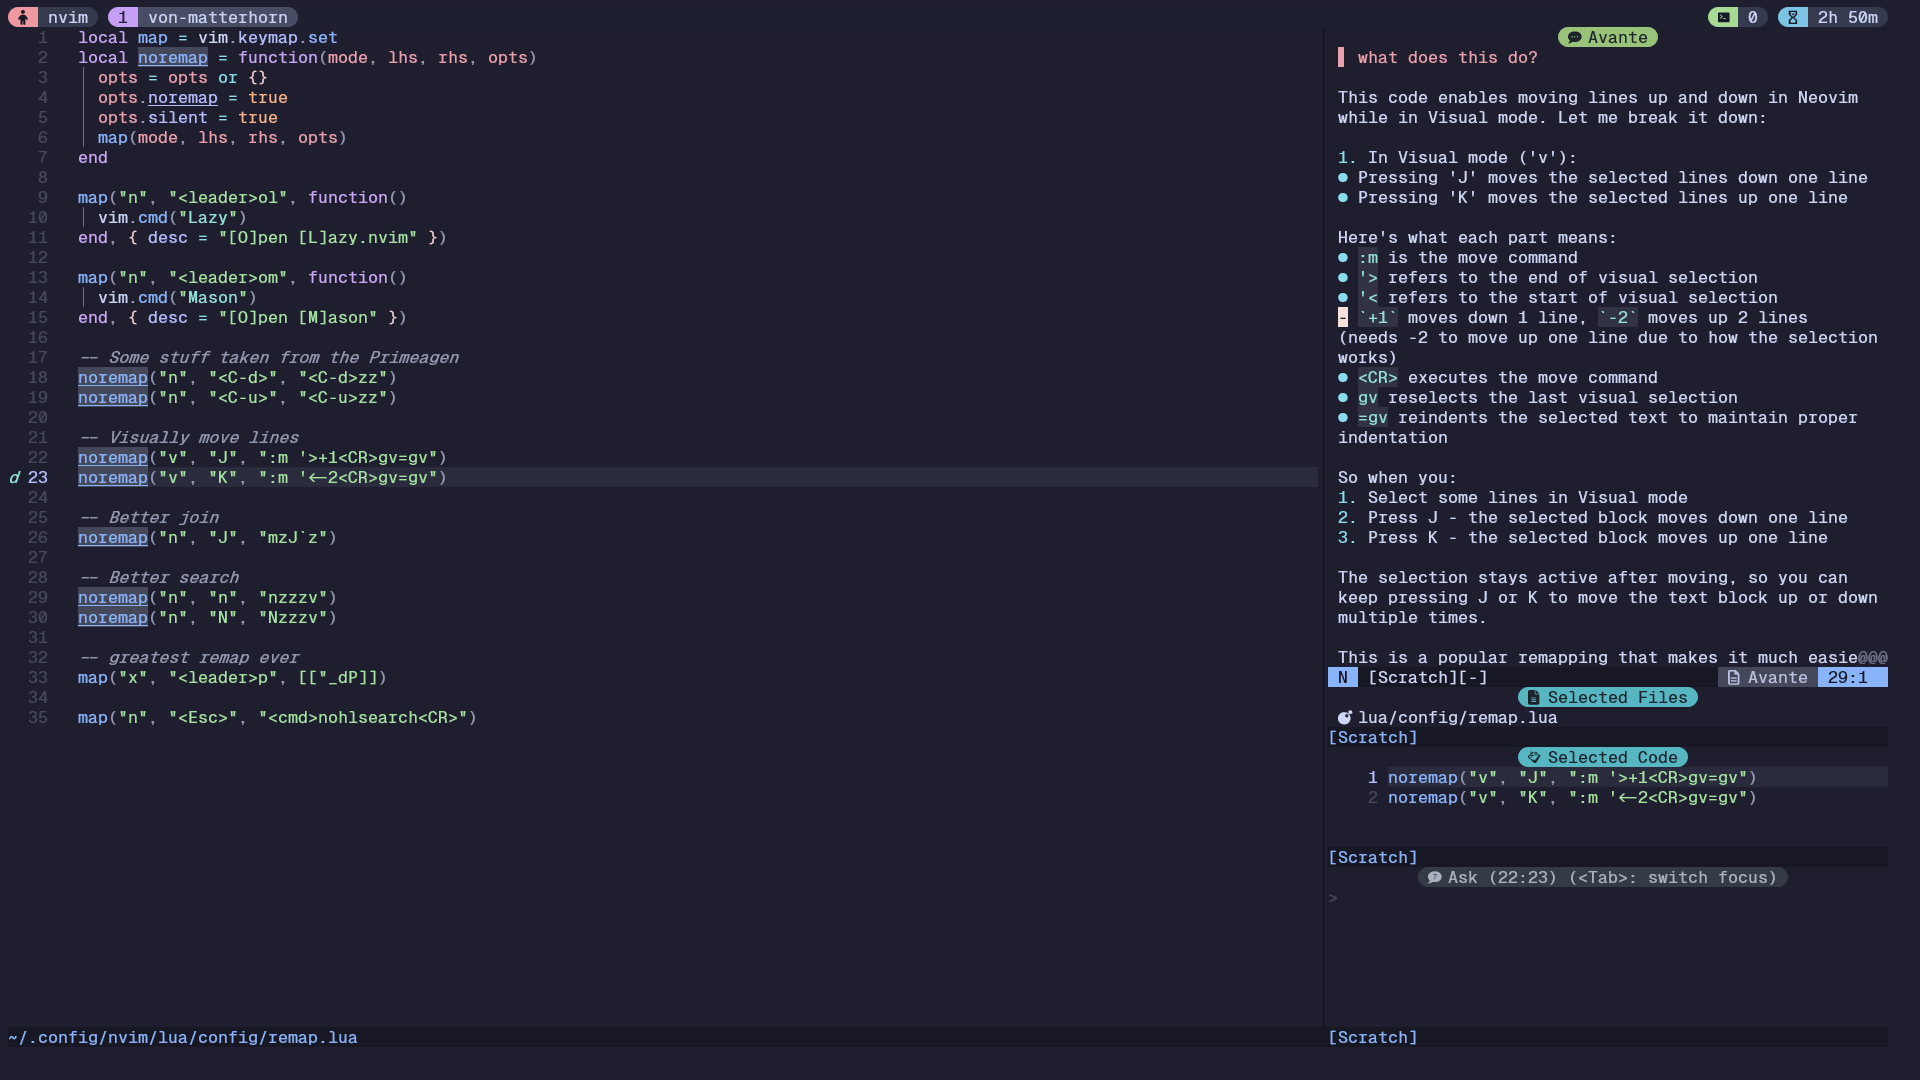 nvim 1 von-matterhorn 0 2h 50m
1 local map = vim.keymap.set
2 local noremap = function(mode, lhs, rhs, opts)
3 opts = opts or {}
4 opts.noremap = true
5 opts.silent = true
6 map(mode, lhs, rhs, opts)
7 end
8
9 map("n", "<leader>ol", function()
10 vim.cmd("Lazy")
11 end, { desc = "[O]pen [L]azy.nvim" })
12
13 map("n", "<leader>om", function()
14 vim.cmd("Mason")
15 end, { desc = "[O]pen [M]ason" })
16
17 -- Some stuff taken from the Primeagen
18 noremap("n", "<C-d>", "<C-d>zz")
19 noremap("n", "<C-u>", "<C-u>zz")
20
21 -- Visually move lines
22 noremap("v", "J", ":m '>+1<CR>gv=gv")
d 23 noremap("v", "K", ":m '<-2<CR>gv=gv")
24
25 -- Better join
26 noremap("n", "J", "mzJ`z")
27
28 -- Better search
29 noremap("n", "n", "nzzzv")
30 noremap("n", "N", "Nzzzv")
31
32 -- greatest remap ever
33 map("x", "<leader>p", [["_dP]])
34
35 map("n", "<Esc>", "<cmd>nohlsearch<CR>")
~/.config/nvim/lua/config/remap.lua
Avante
what does this do?
This code enables moving lines up and down in Neovim
while in Visual mode. Let me break it down:
1. In Visual mode ('v'):
● Pressing 'J' moves the selected lines down one line
● Pressing 'K' moves the selected lines up one line
Here's what each part means:
● :m is the move command
● '> refers to the end of visual selection
● '< refers to the start of visual selection
- `+1` moves down 1 line, `-2` moves up 2 lines
(needs -2 to move up one line due to how the selection
works)
● <CR> executes the move command
● gv reselects the last visual selection
● =gv reindents the selected text to maintain proper
indentation
So when you:
1. Select some lines in Visual mode
2. Press J - the selected block moves down one line
3. Press K - the selected block moves up one line
The selection stays active after moving, so you can
keep pressing J or K to move the text block up or down
multiple times.
This is a popular remapping that makes it much easie@@@
N [Scratch][-] Avante 29:1
Selected Files
lua/config/remap.lua
[Scratch]
Selected Code
1 noremap("v", "J", ":m '>+1<CR>gv=gv")
2 noremap("v", "K", ":m '<-2<CR>gv=gv")
[Scratch]
Ask (22:23) (<Tab>: switch focus)
>
[Scratch]